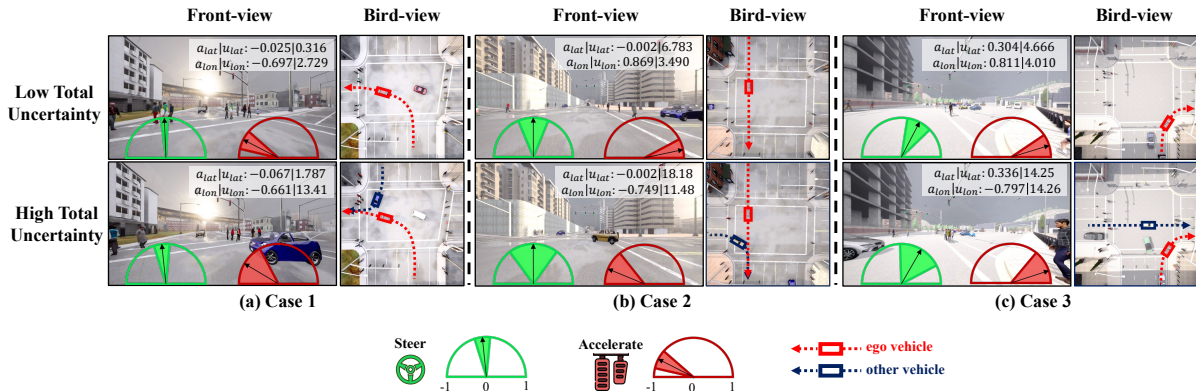 Front-view Bird-view Front-view Bird-view Front-view Bird-view
Low Total
Uncertainty
a_lat|u_lat: −0.025|0.316
a_lon|u_lon: −0.697|2.729
a_lat|u_lat: −0.002|6.783
a_lon|u_lon: 0.869|3.490
a_lat|u_lat: 0.304|4.666
a_lon|u_lon: 0.811|4.010
High Total
Uncertainty
a_lat|u_lat: −0.067|1.787
a_lon|u_lon: −0.661|13.41
a_lat|u_lat: −0.002|18.18
a_lon|u_lon: −0.749|11.48
a_lat|u_lat: 0.336|14.25
a_lon|u_lon: −0.797|14.26
(a) Case 1 (b) Case 2 (c) Case 3
Steer
-1 0 1
Accelerate
-1 0 1
ego vehicle
other vehicle